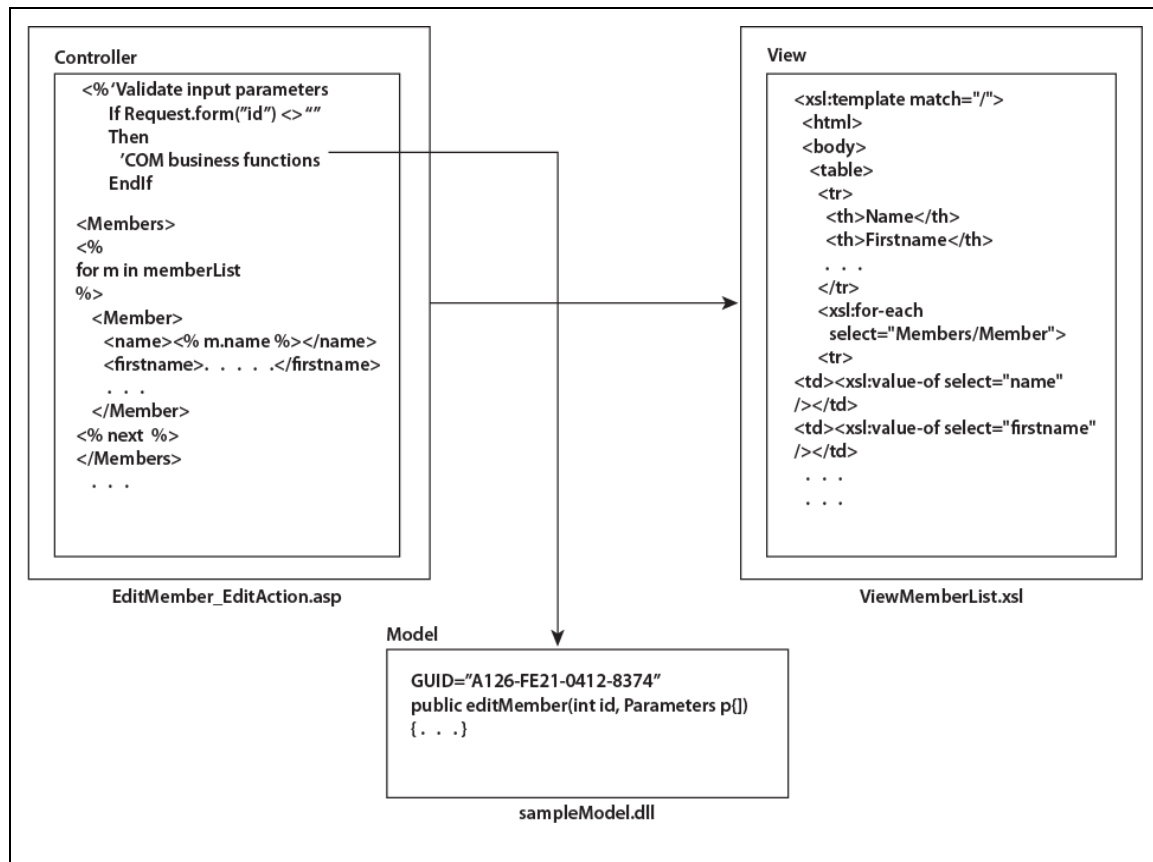 Controller
<% ‘Validate input parameters
If Request.form(”id”) <> “”
Then
’COM business functions
EndIf
<Members>
<%
for m in memberList
%>
<Member>
<name><% m.name %></name>
<firstname>. . . . .</firstname>
. . .
</Member>
<% next %>
</Members>
. . .
EditMember_EditAction.asp
View
<xsl:template match="/">
<html>
<body>
<table>
<tr>
<th>Name</th>
<th>Firstname</th>
. . .
</tr>
<xsl:for-each
select="Members/Member">
<tr>
<td><xsl:value-of select="name"
/></td>
<td><xsl:value-of select="firstname"
/></td>
. . .
. . .
ViewMemberList.xsl
Model
GUID=”A126-FE21-0412-8374”
public editMember(int id, Parameters p{])
{ . . . }
sampleModel.dll